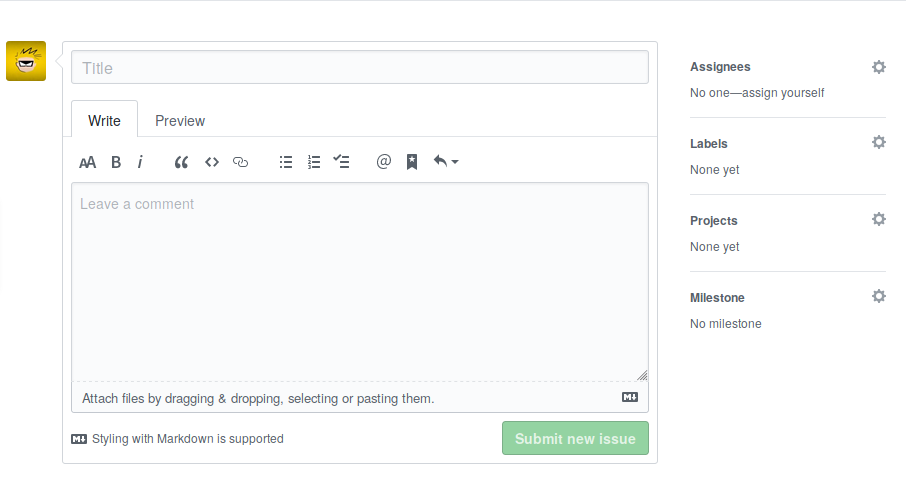 Title
Write Preview
AA B i @
Leave a comment
Attach files by dragging & dropping, selecting or pasting them.
M↓
M↓ Styling with Markdown is supported
Submit new issue
Assignees
No one—assign yourself
Labels
None yet
Projects
None yet
Milestone
No milestone